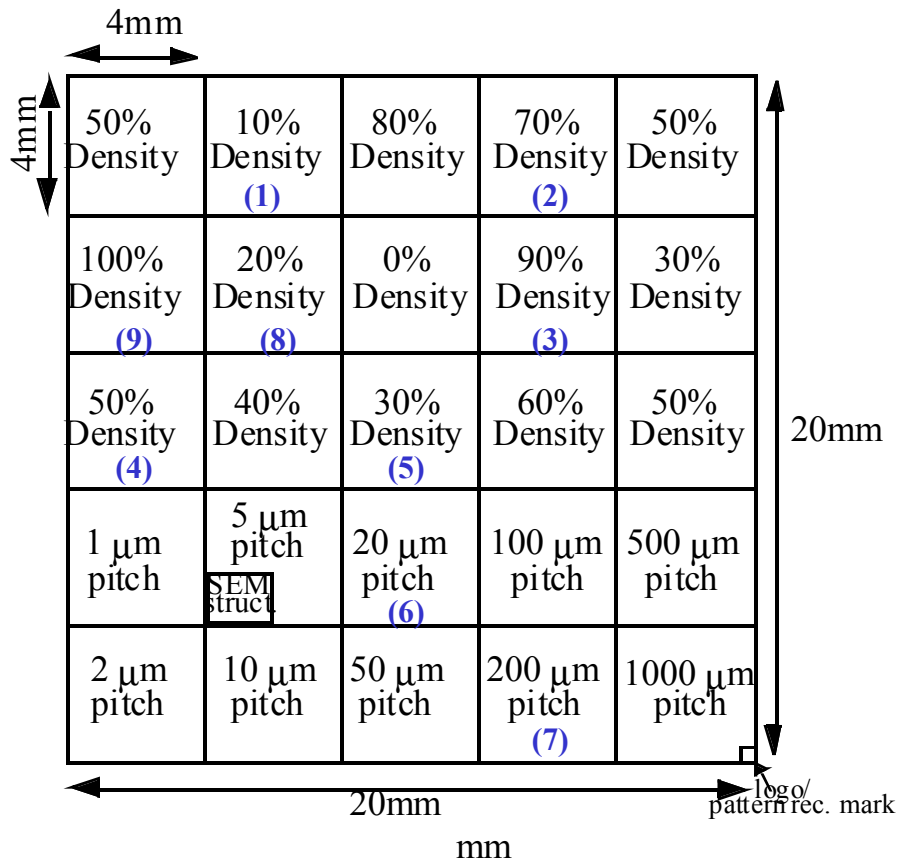 4mm
4mm
50%
Density
10%
Density
(1)
80%
Density
70%
Density
(2)
50%
Density
100%
Density
(9)
20%
Density
(8)
0%
Density
90%
Density
(3)
30%
Density
50%
Density
(4)
40%
Density
30%
Density
(5)
60%
Density
50%
Density
20mm
1 μm
pitch
5 μm
pitch
SEM
struct.
20 μm
pitch
(6)
100 μm
pitch
500 μm
pitch
2 μm
pitch
10 μm
pitch
50 μm
pitch
200 μm
pitch
(7)
1000 μm
pitch
20mm
logo/
pattern rec. mark
mm